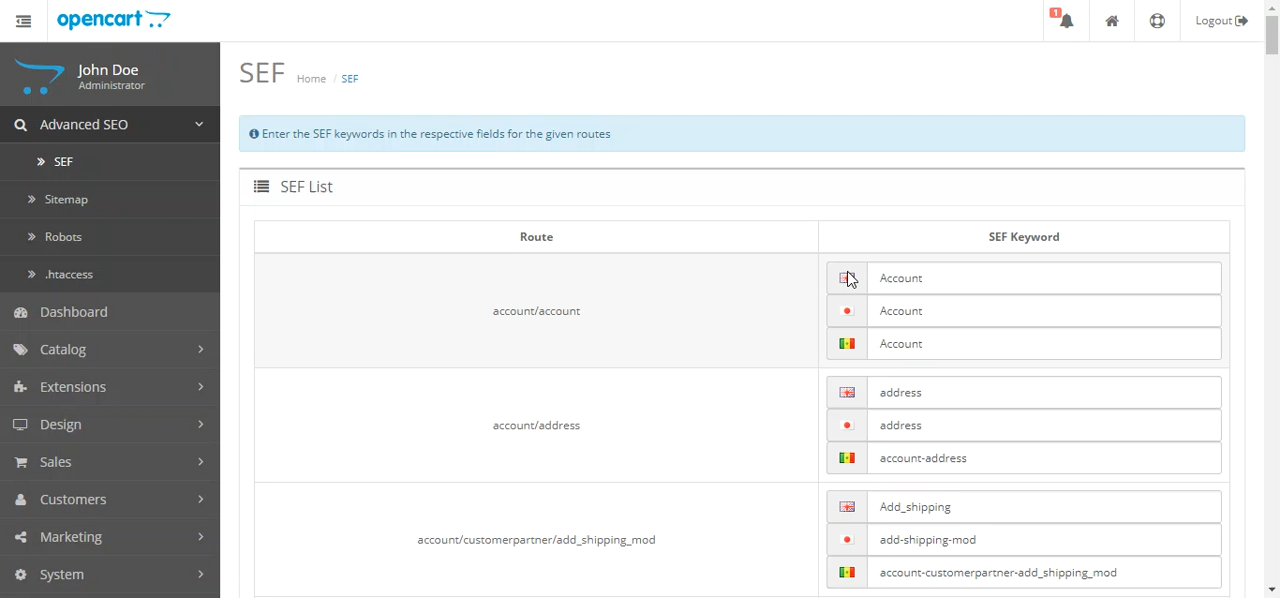 opencart
1
Logout
John Doe
Administrator
Advanced SEO
SEF
Sitemap
Robots
.htaccess
Dashboard
Catalog
Extensions
Design
Sales
Customers
Marketing
System
SEF
Home / SEF
Enter the SEF keywords in the respective fields for the given routes
SEF List
Route SEF Keyword
account/account
Account
Account
Account
account/address
address
address
account-address
account/customerpartner/add_shipping_mod
Add_shipping
add-shipping-mod
account-customerpartner-add_shipping_mod